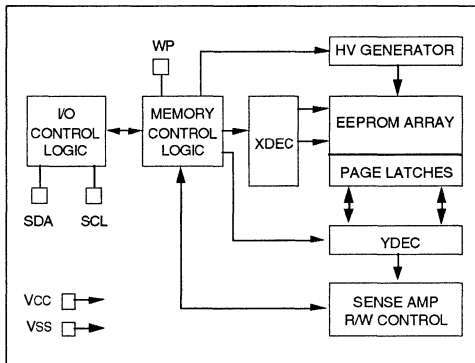 WP
HV GENERATOR
I/O
CONTROL
LOGIC
MEMORY
CONTROL
LOGIC
XDEC
EEPROM ARRAY
PAGE LATCHES
SDA
SCL
YDEC
VCC
VSS
SENSE AMP
R/W CONTROL